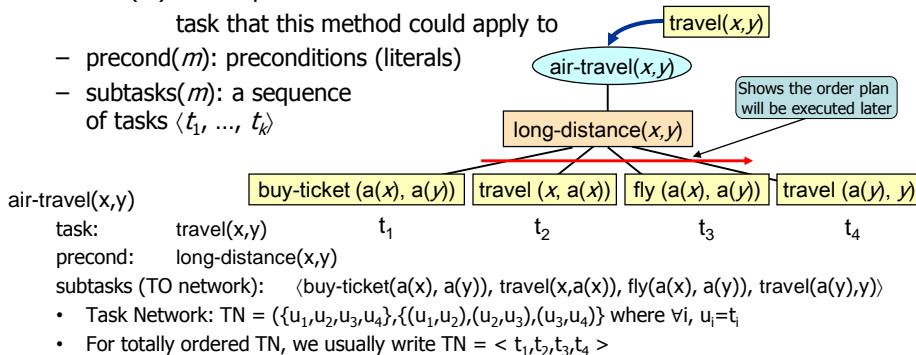 task that this method could apply to
– precond(m): preconditions (literals)
– subtasks(m): a sequence
of tasks ⟨t₁, …, tₖ⟩
travel(x,y)
air-travel(x,y)
Shows the order plan
will be executed later
long-distance(x,y)
buy-ticket (a(x), a(y)) travel (x, a(x)) fly (a(x), a(y)) travel (a(y), y)
t₁ t₂ t₃ t₄
air-travel(x,y)
task: travel(x,y)
precond: long-distance(x,y)
subtasks (TO network): ⟨buy-ticket(a(x), a(y)), travel(x,a(x)), fly(a(x), a(y)), travel(a(y),y)⟩
• Task Network: TN = ({u₁,u₂,u₃,u₄},{(u₁,u₂),(u₂,u₃),(u₃,u₄)} where ∀i, uᵢ=tᵢ
• For totally ordered TN, we usually write TN = < t₁,t₂,t₃,t₄ >